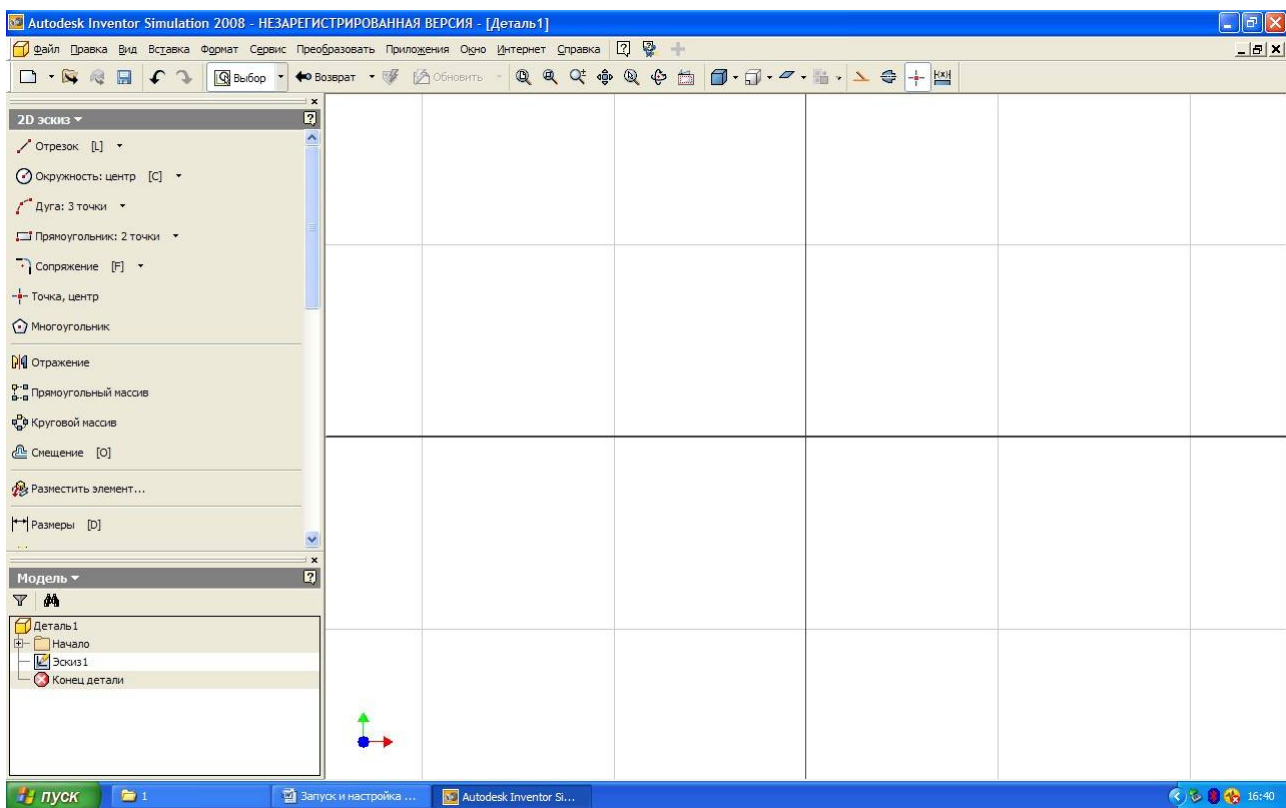 Autodesk Inventor Simulation 2008 - НЕЗАРЕГИСТРИРОВАННАЯ ВЕРСИЯ - [Деталь1]
Файл Правка Вид Вставка Формат Сервис Преобразовать Приложения Окно Интернет Справка
Выбор Возврат Обновить
2D эскиз
Отрезок [L]
Окружность: центр [C]
Дуга: 3 точки
Прямоугольник: 2 точки
Сопряжение [F]
Точка, центр
Многоугольник
Отражение
Прямоугольный массив
Круговой массив
Смещение [O]
Разместить элемент...
Размеры [D]
Модель
Деталь1
Начало
Эскиз1
Конец детали
пуск 1 Запуск и настройка ... Autodesk Inventor Si... 16:40